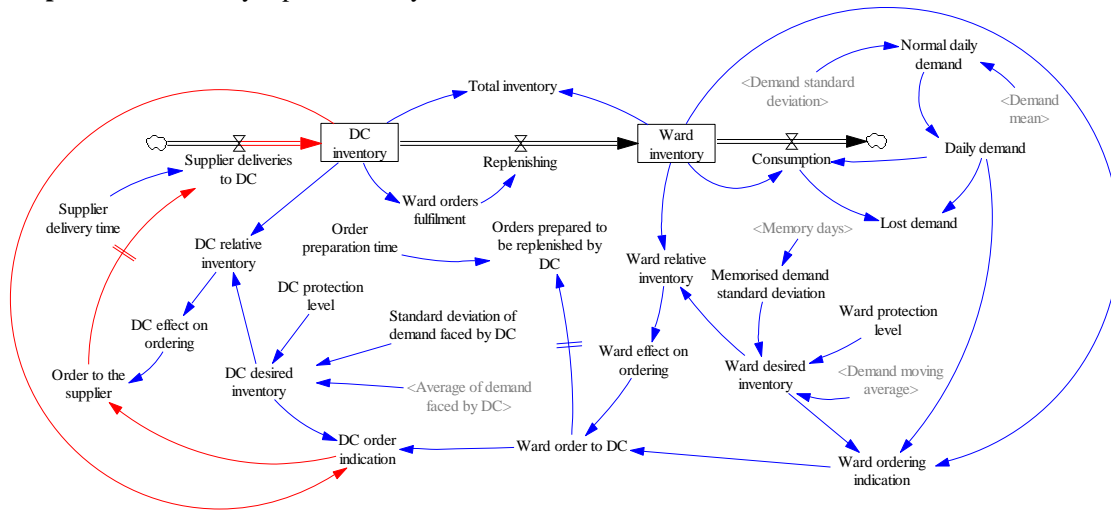 Normal daily
demand
<Demand standard
deviation>
<Demand
mean>
Total inventory
DC
inventory
Ward
inventory
Supplier deliveries
to DC
Replenishing
Consumption
Daily demand
Supplier
delivery time
Ward orders
fulfilment
Lost demand
Order
preparation time
Orders prepared to
be replenished by
DC
<Memory days>
DC relative
inventory
Ward relative
inventory
Memorised demand
standard deviation
DC protection
level
Ward protection
level
DC effect on
ordering
Standard deviation of
demand faced by DC
Ward effect on
ordering
Order to the
supplier
DC desired
inventory
<Average of demand
faced by DC>
Ward desired
inventory
<Demand moving
average>
DC order
indication
Ward order to DC
Ward ordering
indication